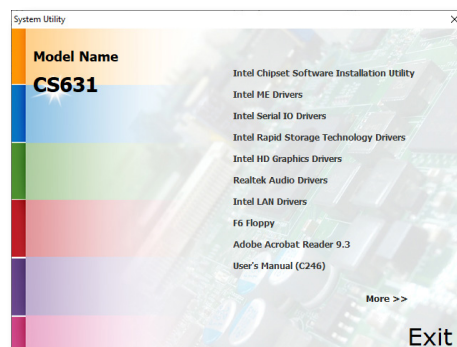 System Utility
Model Name
CS631
Intel Chipset Software Installation Utility
Intel ME Drivers
Intel Serial IO Drivers
Intel Rapid Storage Technology Drivers
Intel HD Graphics Drivers
Realtek Audio Drivers
Intel LAN Drivers
F6 Floppy
Adobe Acrobat Reader 9.3
User's Manual (C246)
More >>
Exit